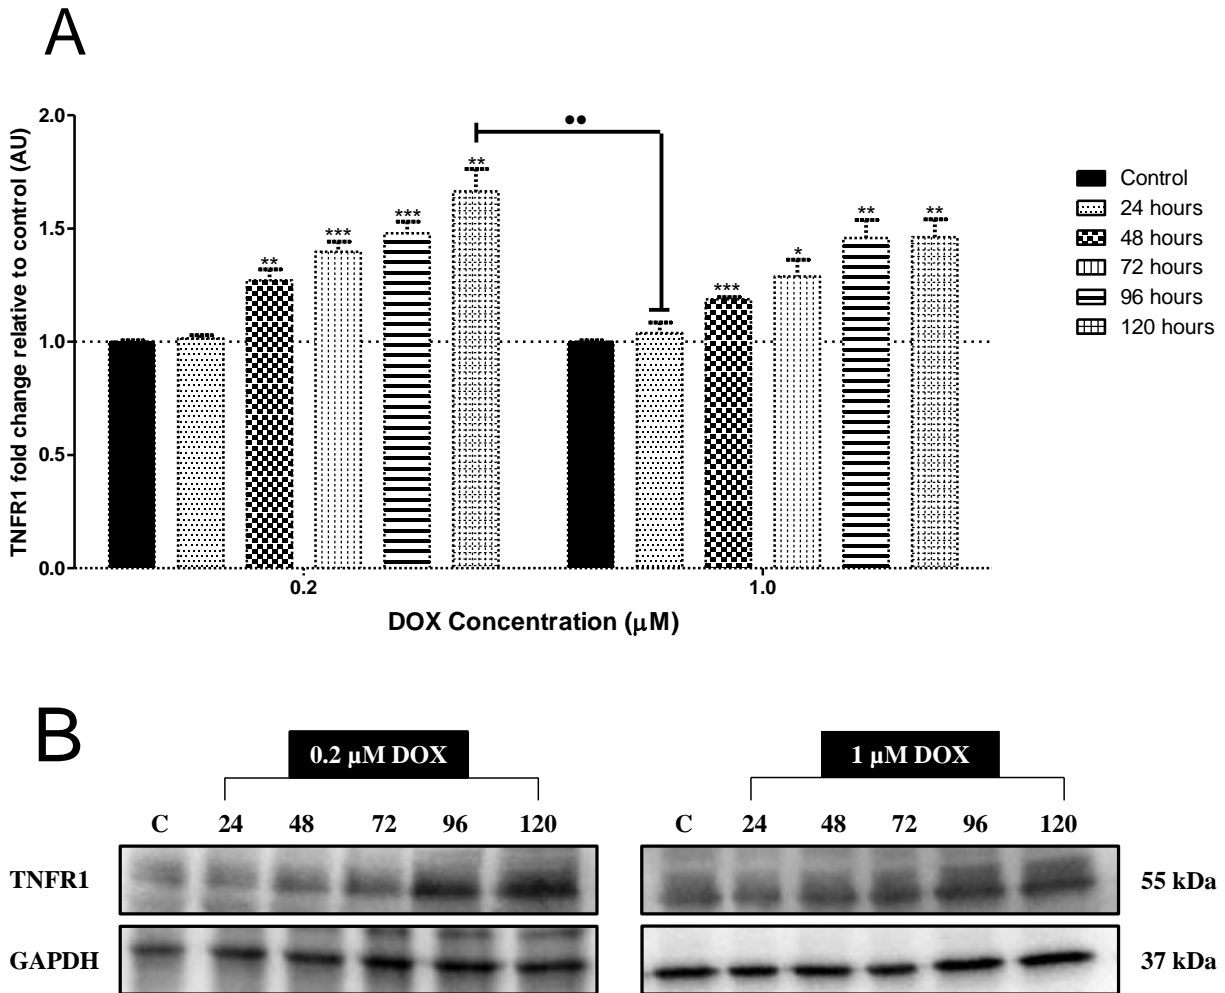 A
TNFR1 fold change relative to control (AU)
2.0
1.5
1.0
0.5
0.0
**
***
***
**
••
***
*
**
**
0.2
1.0
DOX Concentration (μM)
Control
24 hours
48 hours
72 hours
96 hours
120 hours
B
0.2 μM DOX
1 μM DOX
C 24 48 72 96 120
C 24 48 72 96 120
TNFR1
55 kDa
GAPDH
37 kDa